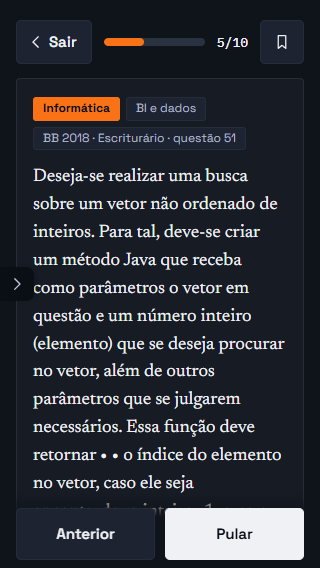 Sair
5/10
Informática
BI e dados
BB 2018 · Escriturário · questão 51
Deseja-se realizar uma busca
sobre um vetor não ordenado de
inteiros. Para tal, deve-se criar
um método Java que receba
como parâmetros o vetor em
questão e um número inteiro
(elemento) que se deseja procurar
no vetor, além de outros
parâmetros que se julgarem
necessários. Essa função deve
retornar • • o índice do elemento
no vetor, caso ele seja
Anterior
Pular